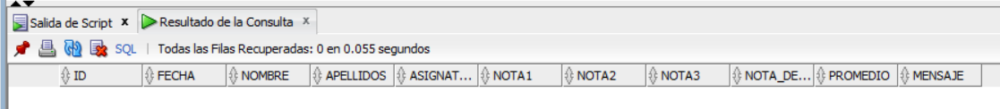 Salida de Script x Resultado de la Consulta x
SQL | Todas las Filas Recuperadas: 0 en 0.055 segundos
ID FECHA NOMBRE APELLIDOS ASIGNAT... NOTA1 NOTA2 NOTA3 NOTA_DE... PROMEDIO MENSAJE